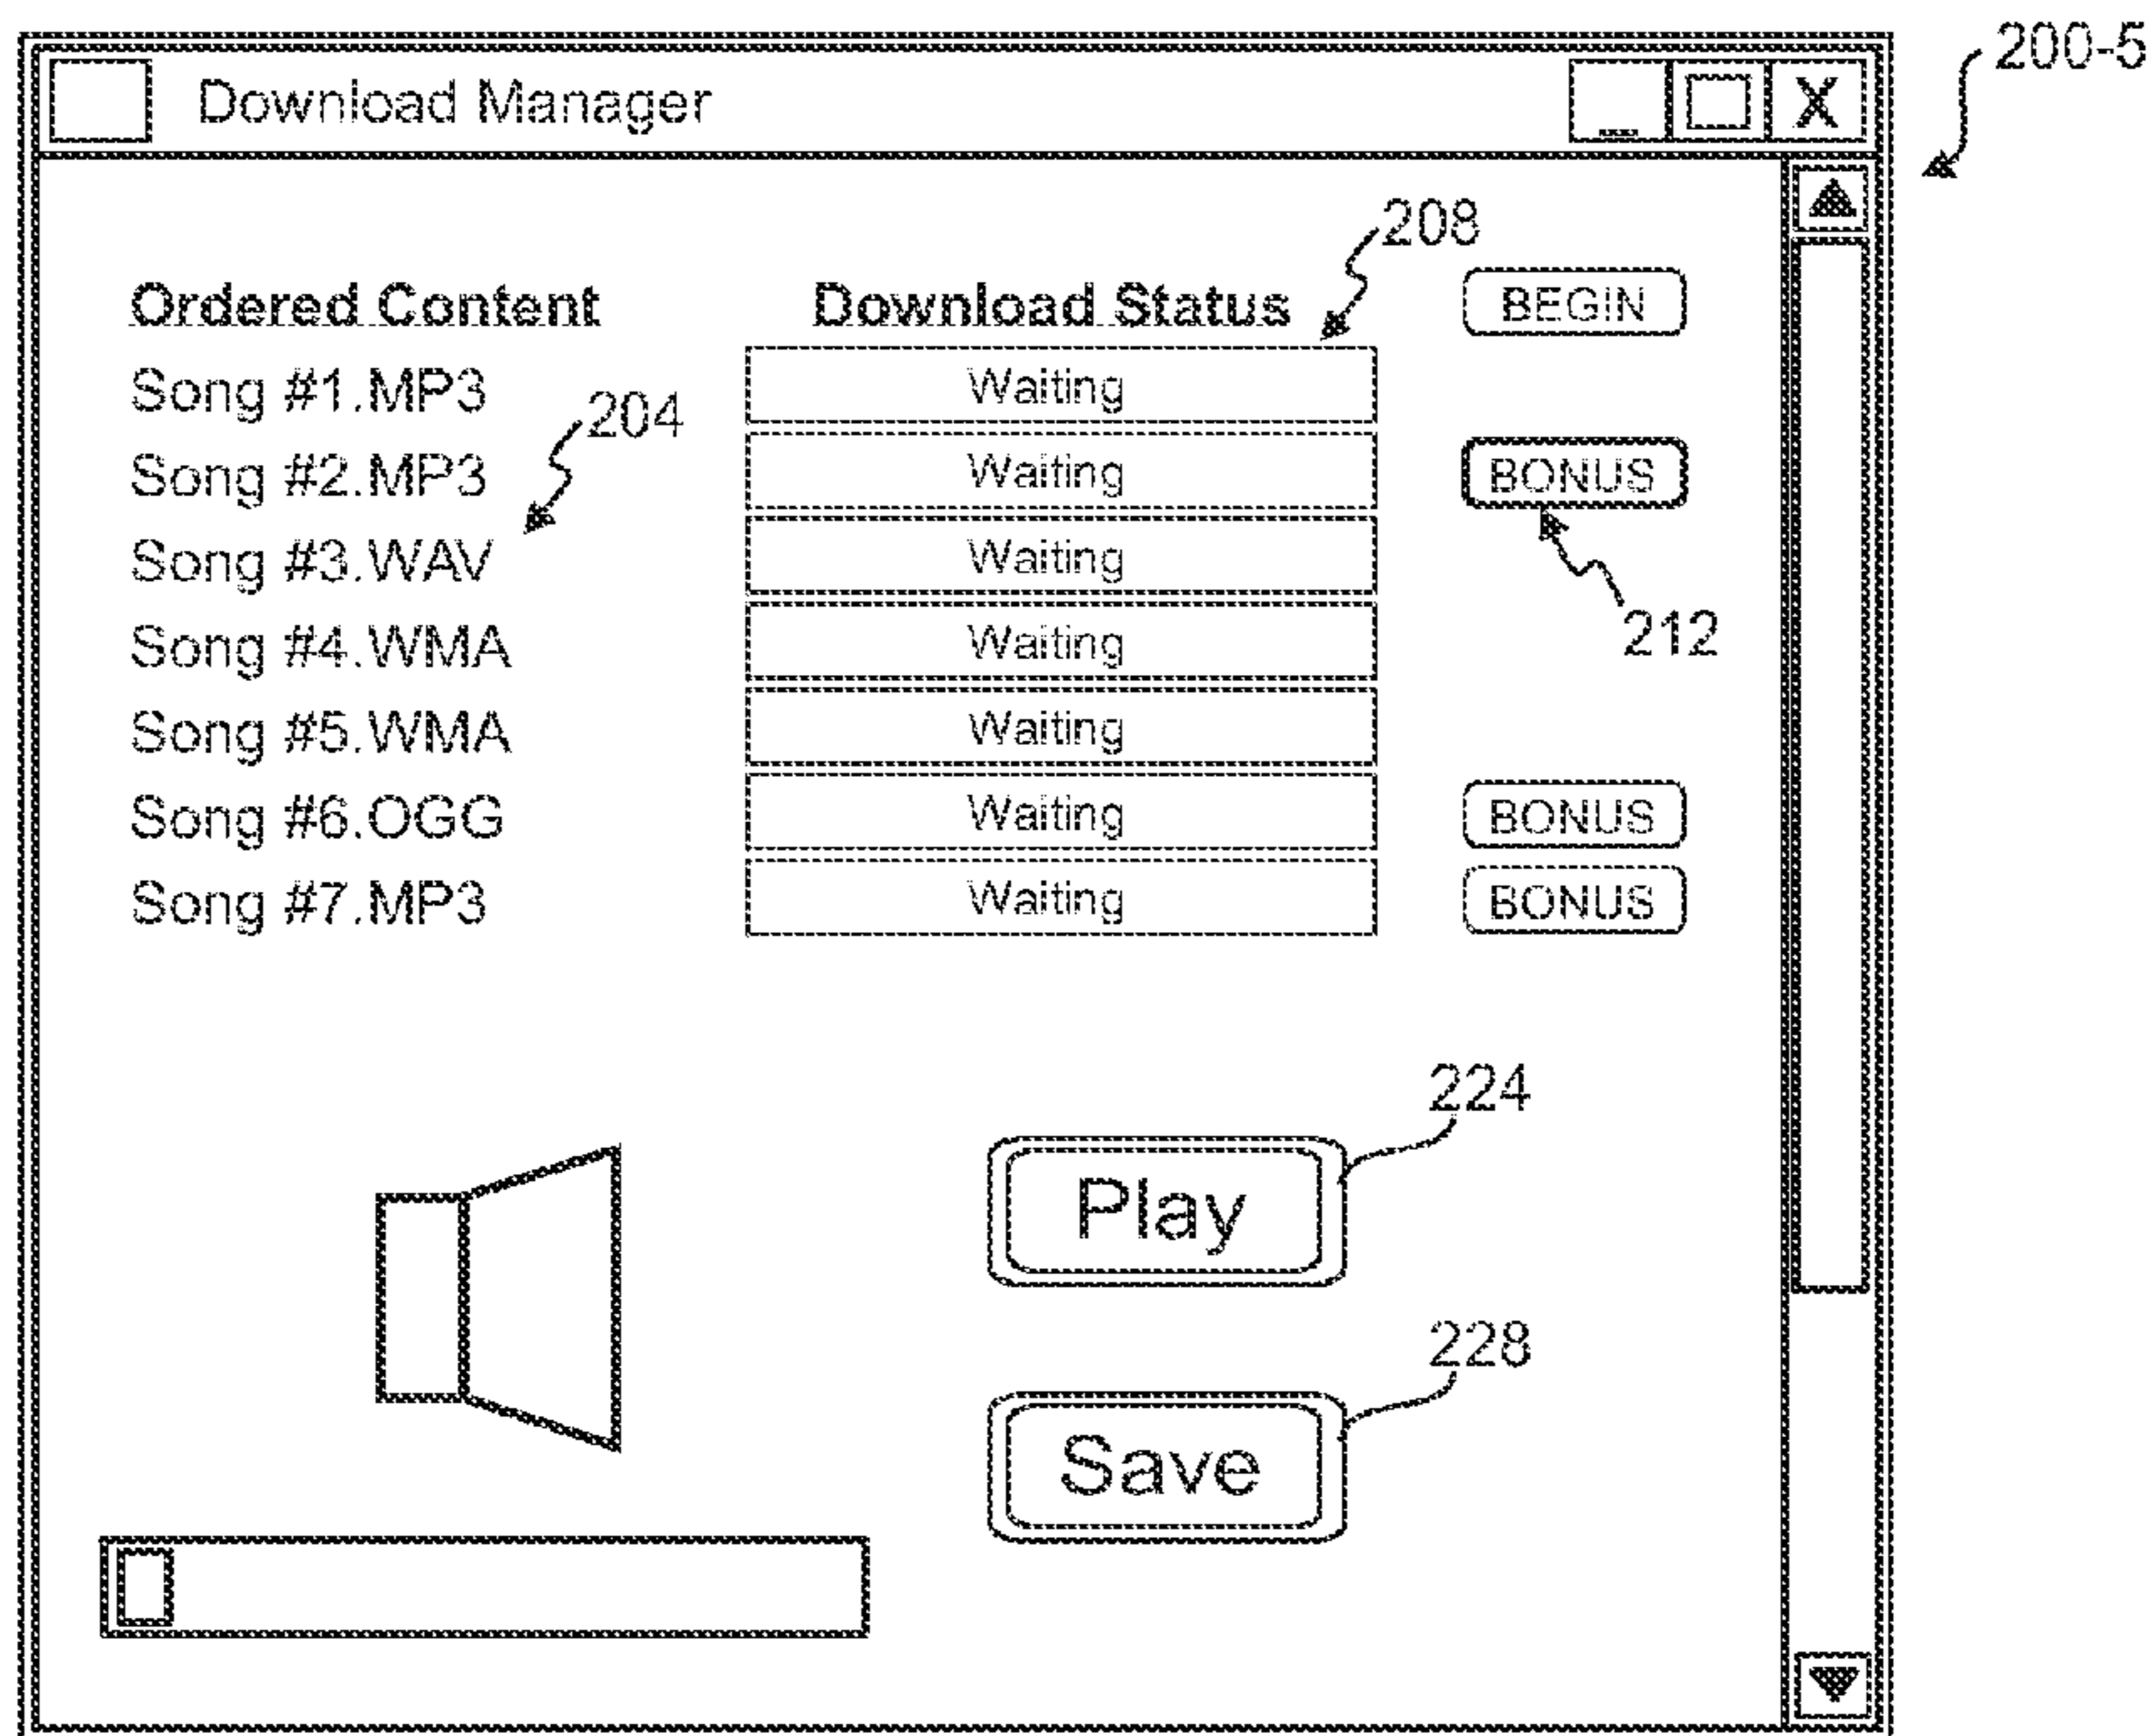 200-5
Download Manager _ X
208
Ordered Content Download Status BEGIN
Song #1.MP3 Waiting
204
Song #2.MP3 Waiting BONUS
Song #3.WAV Waiting
212
Song #4.WMA Waiting
Song #5.WMA Waiting
Song #6.OGG Waiting BONUS
Song #7.MP3 Waiting BONUS
224
Play
228
Save